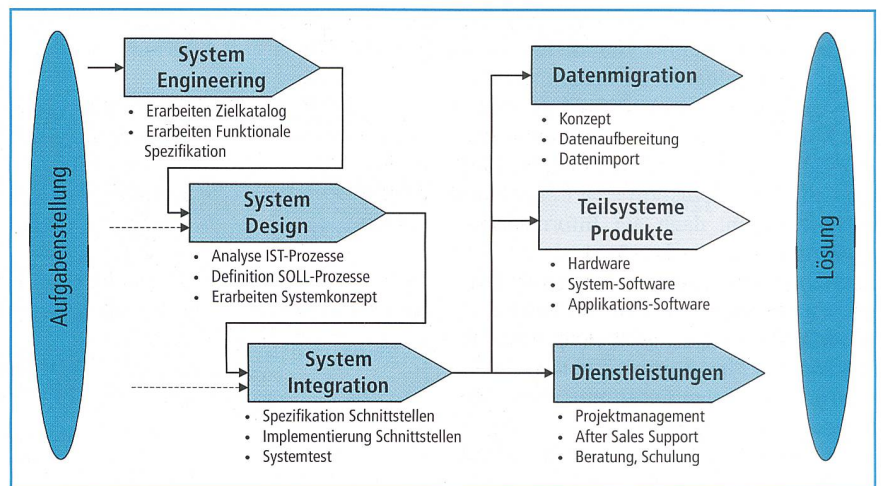 Aufgabenstellung
System
Engineering
• Erarbeiten Zielkatalog
• Erarbeiten Funktionale
Spezifikation
System
Design
• Analyse IST-Prozesse
• Definition SOLL-Prozesse
• Erarbeiten Systemkonzept
System
Integration
• Spezifikation Schnittstellen
• Implementierung Schnittstellen
• Systemtest
Datenmigration
• Konzept
• Datenaufbereitung
• Datenimport
Teilsysteme
Produkte
• Hardware
• System-Software
• Applikations-Software
Dienstleistungen
• Projektmanagement
• After Sales Support
• Beratung, Schulung
Lösung